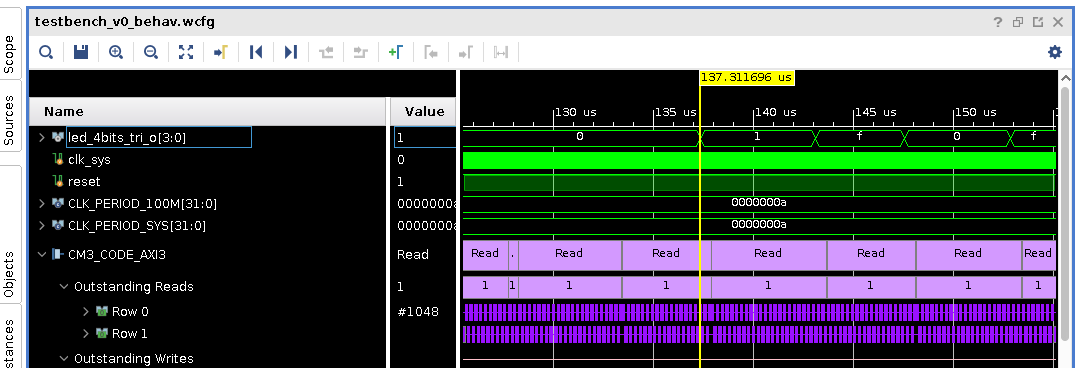 testbench_v0_behav.wcfg
Scope
Sources
Objects
stances
137.311696 us
Name Value
130 us 135 us 140 us 145 us 150 us
led_4bits_tri_o[3:0] 1 0 1 f 0 f
clk_sys 0
reset 1
CLK_PERIOD_100M[31:0] 0000000a 0000000a
CLK_PERIOD_SYS[31:0] 0000000a 0000000a
CM3_CODE_AXI3 Read Read . Read Read Read Read Read Read
Outstanding Reads 1 1 1 1 1 1 1 1 1
Row 0 #1048
Row 1
Outstanding Writes